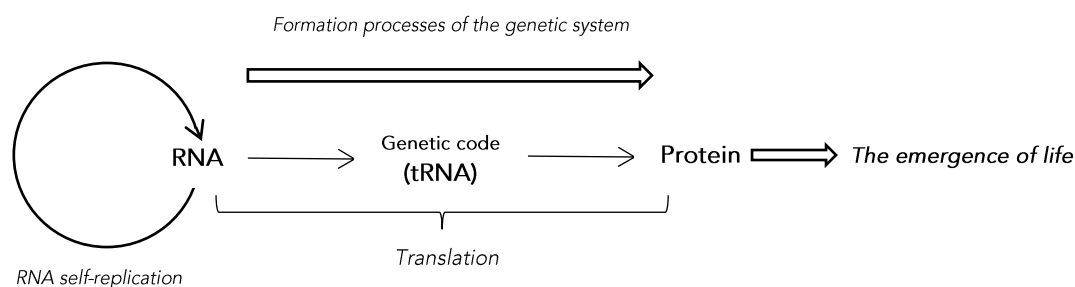 Formation processes of the genetic system
RNA
Genetic code
(tRNA)
Protein
The emergence of life
Translation
RNA self-replication